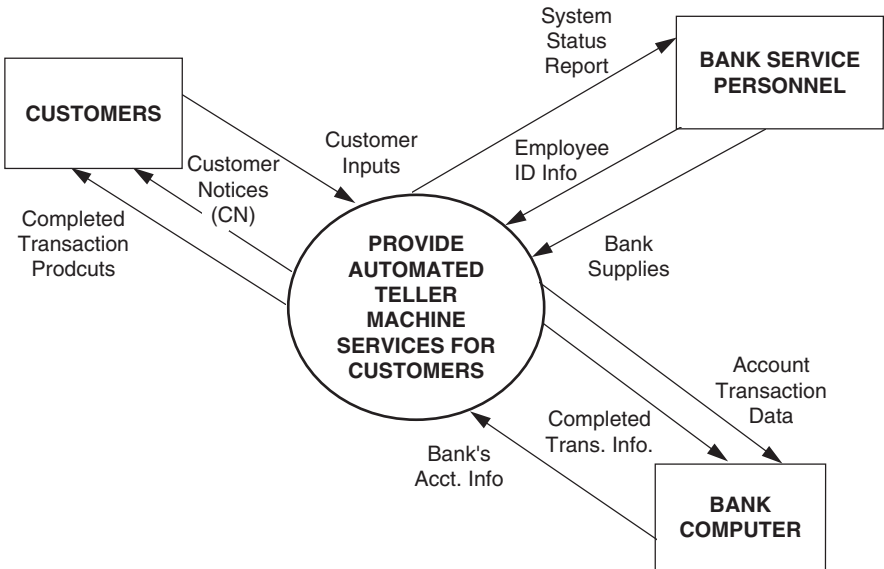 System
Status
Report
BANK SERVICE
PERSONNEL
CUSTOMERS
Customer
Inputs
Employee
ID Info
Customer
Notices
(CN)
Completed
Transaction
Prodcuts
Bank
Supplies
PROVIDE
AUTOMATED
TELLER
MACHINE
SERVICES FOR
CUSTOMERS
Account
Transaction
Data
Completed
Trans. Info.
Bank's
Acct. Info
BANK
COMPUTER